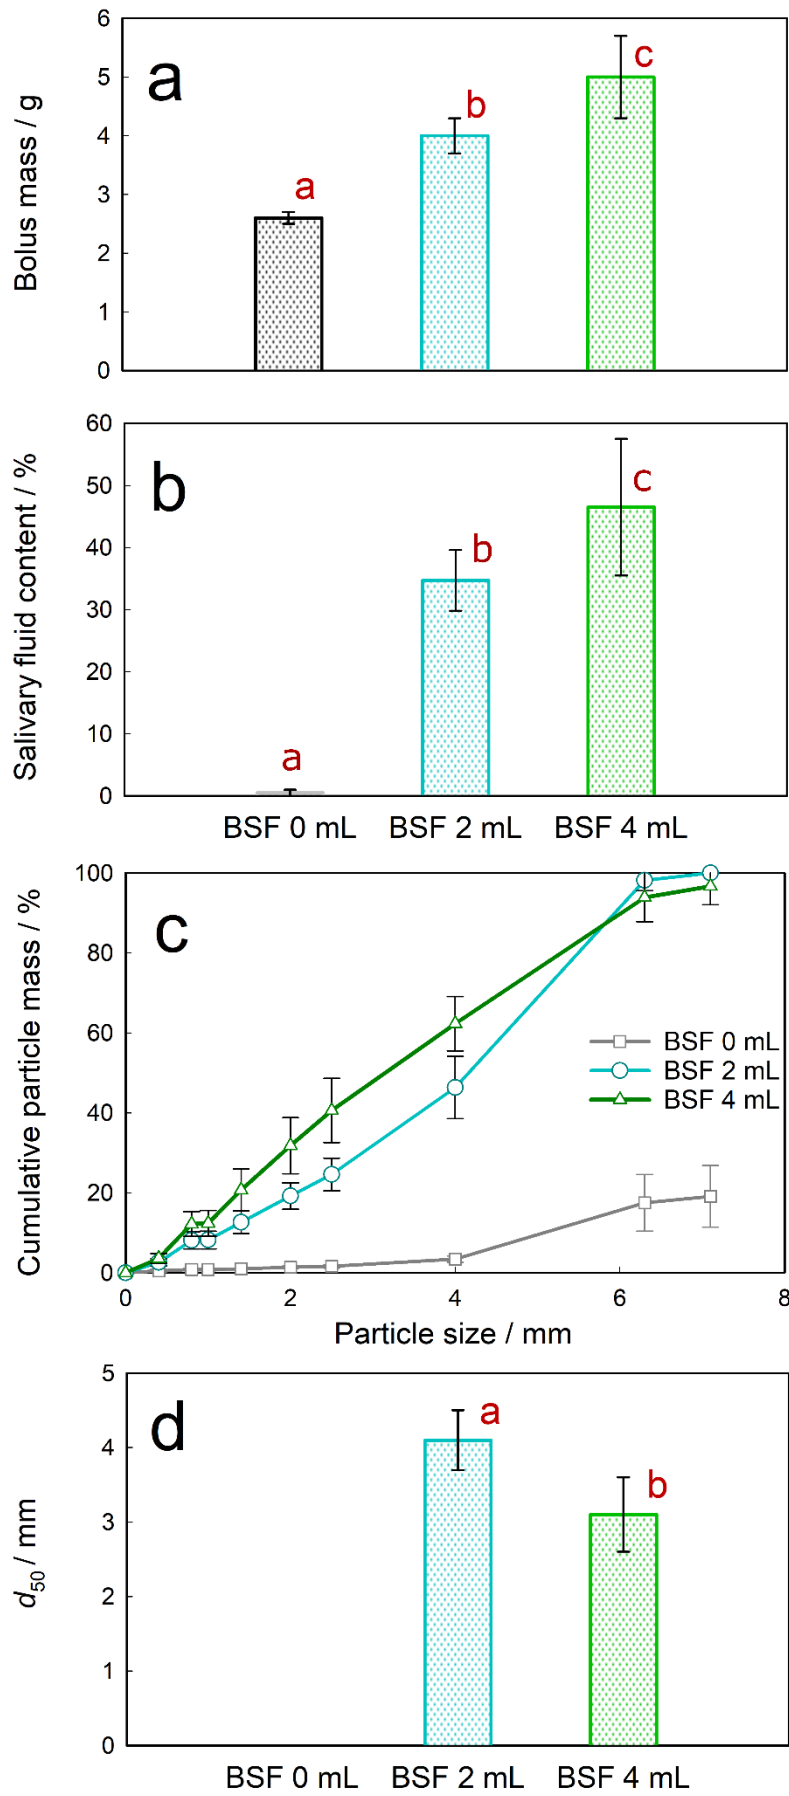 a
Bolus mass / g
6
5
4
3
2
1
0
a
b
c
b
Salivary fluid content / %
60
50
40
30
20
10
0
a
b
c
BSF 0 mL BSF 2 mL BSF 4 mL
c
Cumulative particle mass / %
100
80
60
40
20
0
BSF 0 mL
BSF 2 mL
BSF 4 mL
0 2 4 6 8
Particle size / mm
d
d50 / mm
5
4
3
2
1
0
a
b
BSF 0 mL BSF 2 mL BSF 4 mL